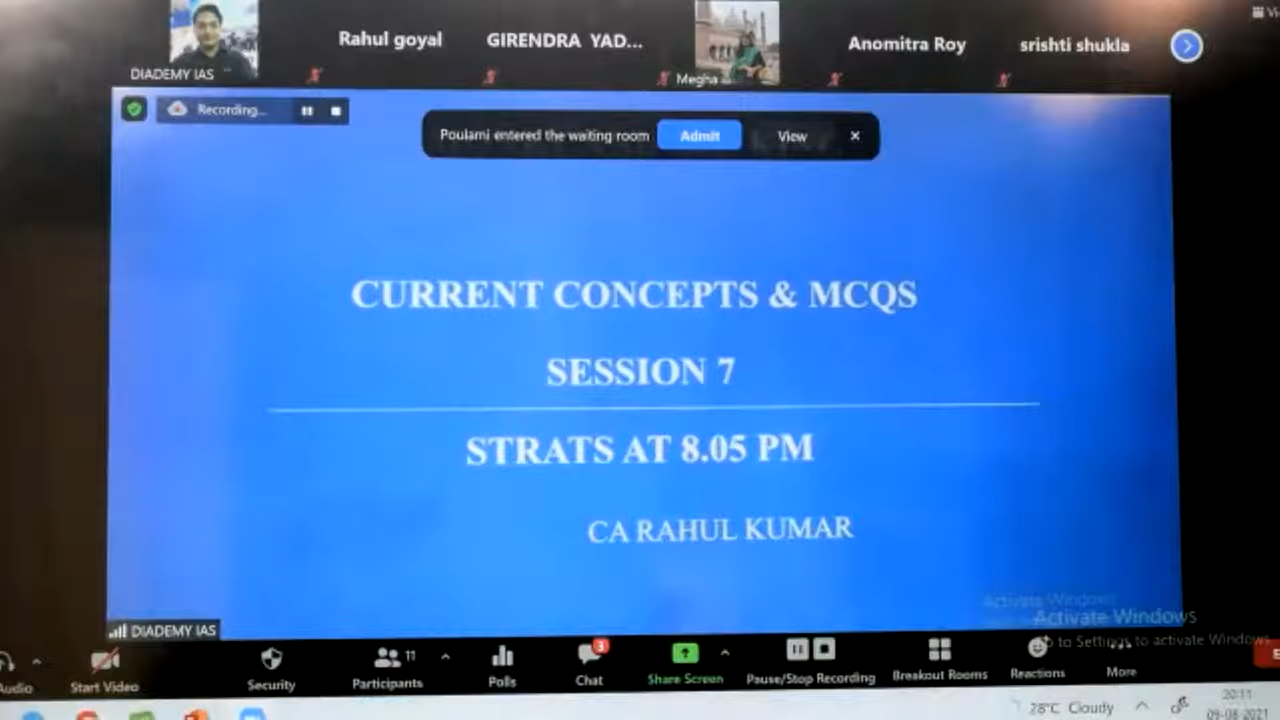 Rahul goyal
GIRENDRA YAD...
Anomitra Roy
srishti shukla
DIADEMY IAS
Megha
Recording...
Poulami entered the waiting room
Admit
View
CURRENT CONCEPTS & MCQS
SESSION 7
STRATS AT 8.05 PM
CA RAHUL KUMAR
Activate Windows
Activate Windows
to Settings to activate Windows
DIADEMY IAS
Audio
Start Video
Security
11
Participants
Polls
3
Chat
Share Screen
Pause/Stop Recording
Breakout Rooms
Reactions
More
28°C Cloudy
20:11
09-08-2021